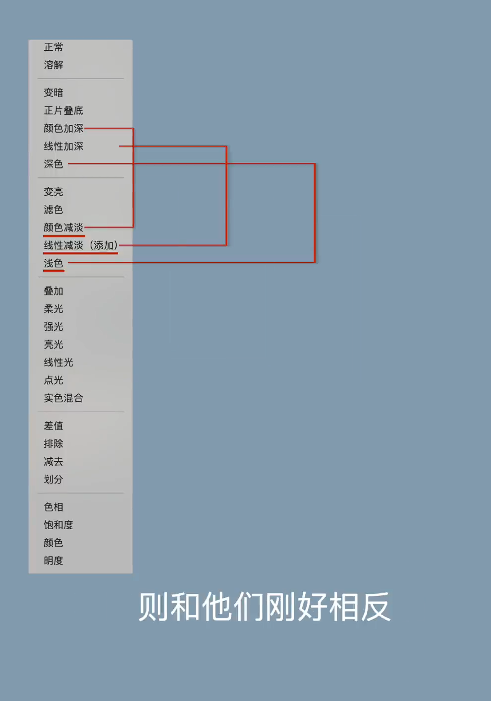 正常
溶解
变暗
正片叠底
颜色加深
线性加深
深色
变亮
滤色
颜色减淡
线性减淡（添加）
浅色
叠加
柔光
强光
亮光
线性光
点光
实色混合
差值
排除
减去
划分
色相
饱和度
颜色
明度
则和他们刚好相反